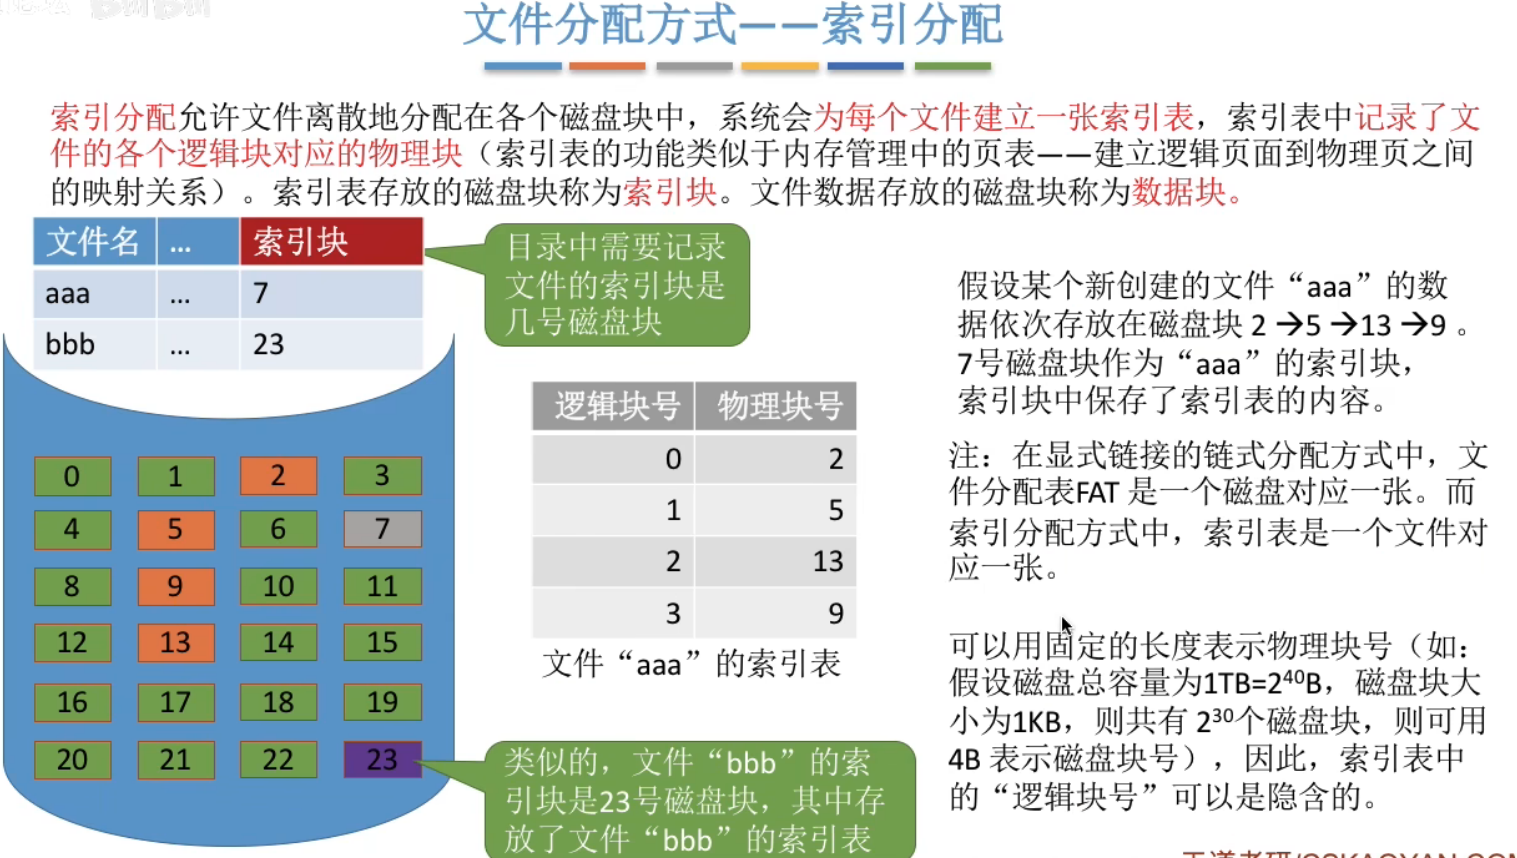 文件分配方式——索引分配
索引分配允许文件离散地分配在各个磁盘块中，系统会为每个文件建立一张索引表，索引表中记录了文
件的各个逻辑块对应的物理块（索引表的功能类似于内存管理中的页表——建立逻辑页面到物理页之间
的映射关系）。索引表存放的磁盘块称为索引块。文件数据存放的磁盘块称为数据块。
文件名 ... 索引块
aaa ... 7
bbb ... 23
目录中需要记录
文件的索引块是
几号磁盘块
0 1 2 3
4 5 6 7
8 9 10 11
12 13 14 15
16 17 18 19
20 21 22 23
逻辑块号 物理块号
0 2
1 5
2 13
3 9
文件“aaa”的索引表
类似的，文件“bbb”的索
引块是23号磁盘块，其中存
放了文件“bbb”的索引表
假设某个新创建的文件“aaa”的数
据依次存放在磁盘块 2 →5 →13 →9 。
7号磁盘块作为“aaa”的索引块，
索引块中保存了索引表的内容。
注：在显式链接的链式分配方式中，文
件分配表FAT 是一个磁盘对应一张。而
索引分配方式中，索引表是一个文件对
应一张。
可以用固定的长度表示物理块号（如：
假设磁盘总容量为1TB=2⁴⁰B，磁盘块大
小为1KB，则共有 2³⁰个磁盘块，则可用
4B 表示磁盘块号），因此，索引表中
的“逻辑块号”可以是隐含的。